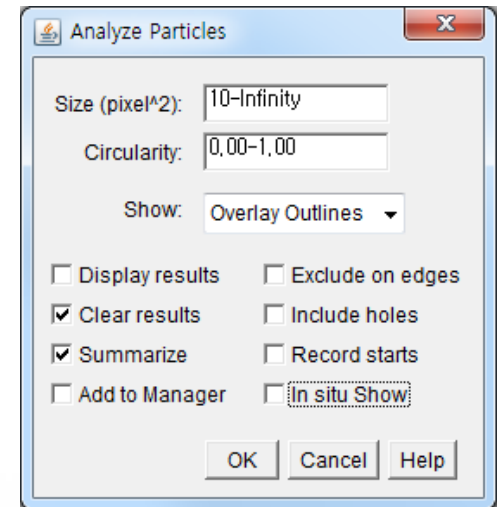 Analyze Particles
Size (pixel^2): 10-Infinity
Circularity: 0,00-1,00
Show: Overlay Outlines
Display results Exclude on edges
Clear results Include holes
Summarize Record starts
Add to Manager In situ Show
OK Cancel Help